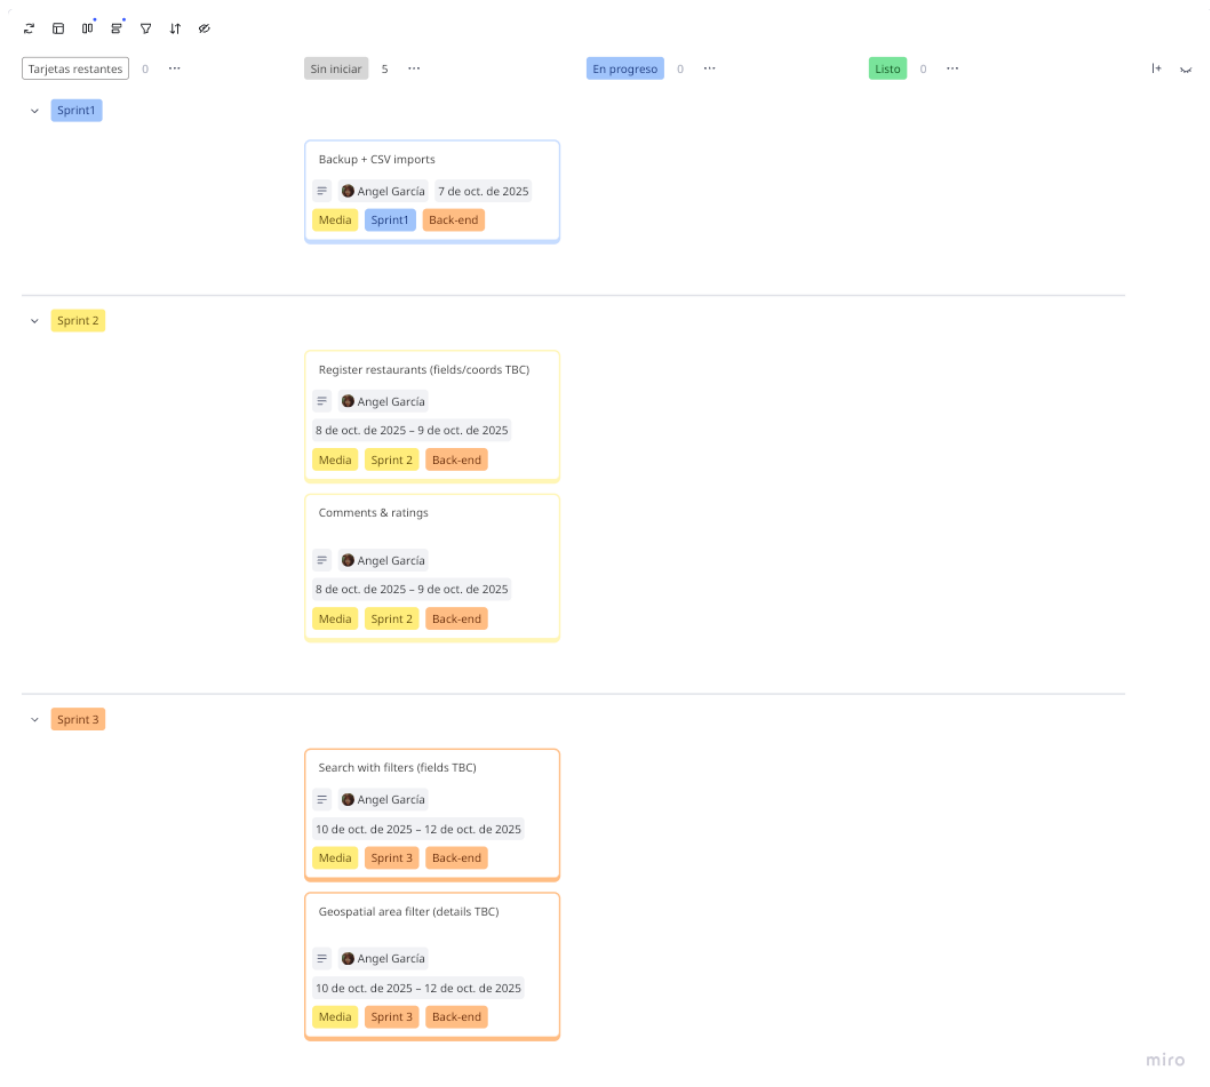 Tarjetas restantes 0 ··· Sin iniciar 5 ··· En progreso 0 ··· Listo 0 ···
Sprint1
Backup + CSV imports
Angel García 7 de oct. de 2025
Media Sprint1 Back-end
Sprint 2
Register restaurants (fields/coords TBC)
Angel García
8 de oct. de 2025 – 9 de oct. de 2025
Media Sprint 2 Back-end
Comments & ratings
Angel García
8 de oct. de 2025 – 9 de oct. de 2025
Media Sprint 2 Back-end
Sprint 3
Search with filters (fields TBC)
Angel García
10 de oct. de 2025 – 12 de oct. de 2025
Media Sprint 3 Back-end
Geospatial area filter (details TBC)
Angel García
10 de oct. de 2025 – 12 de oct. de 2025
Media Sprint 3 Back-end
miro